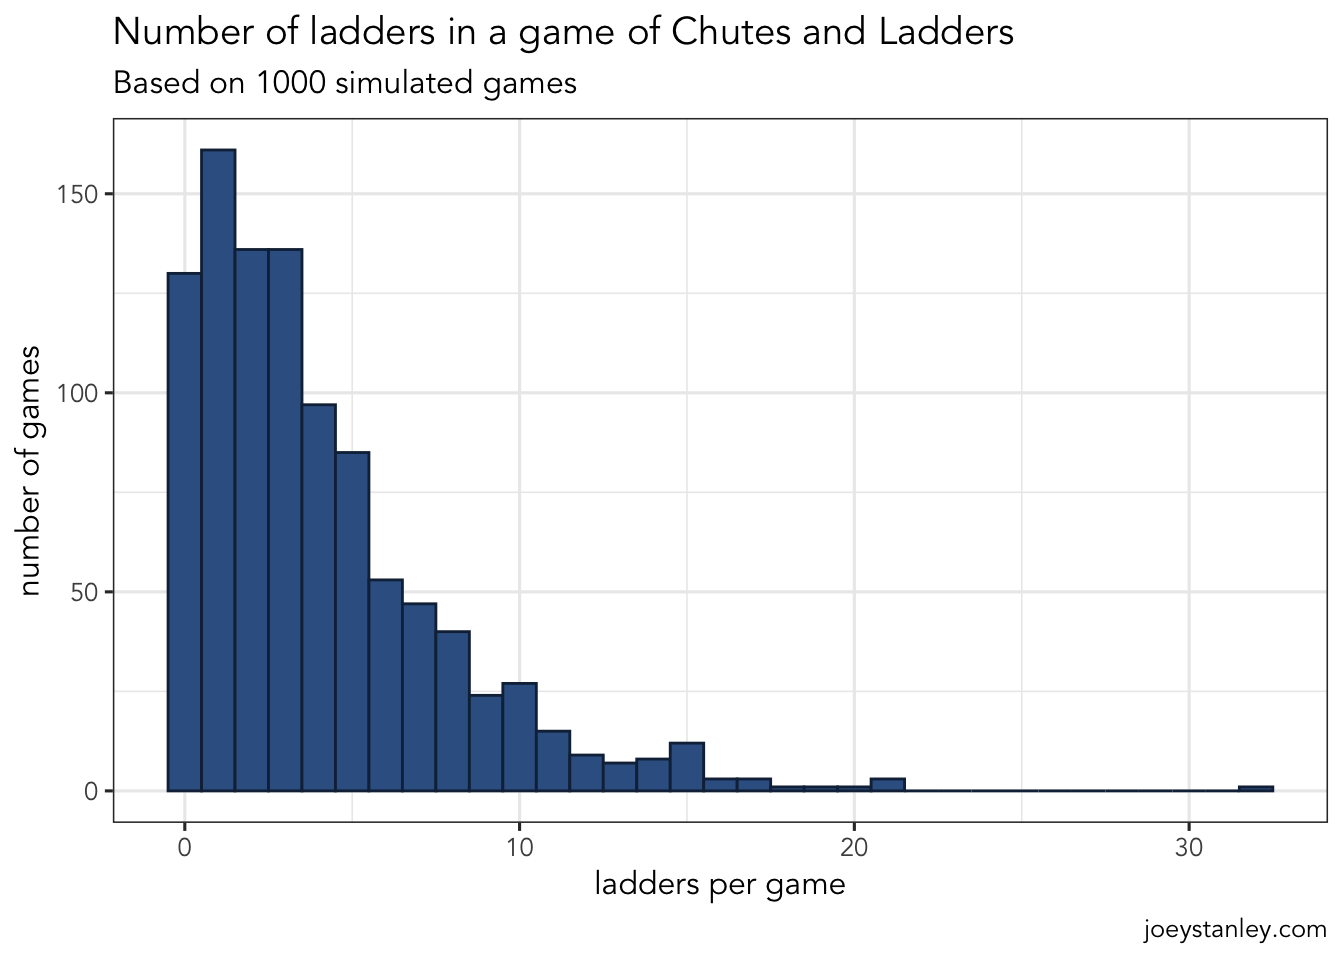 Number of ladders in a game of Chutes and Ladders
Based on 1000 simulated games
150
100
50
0
number of games
0 10 20 30
ladders per game
joeystanley.com